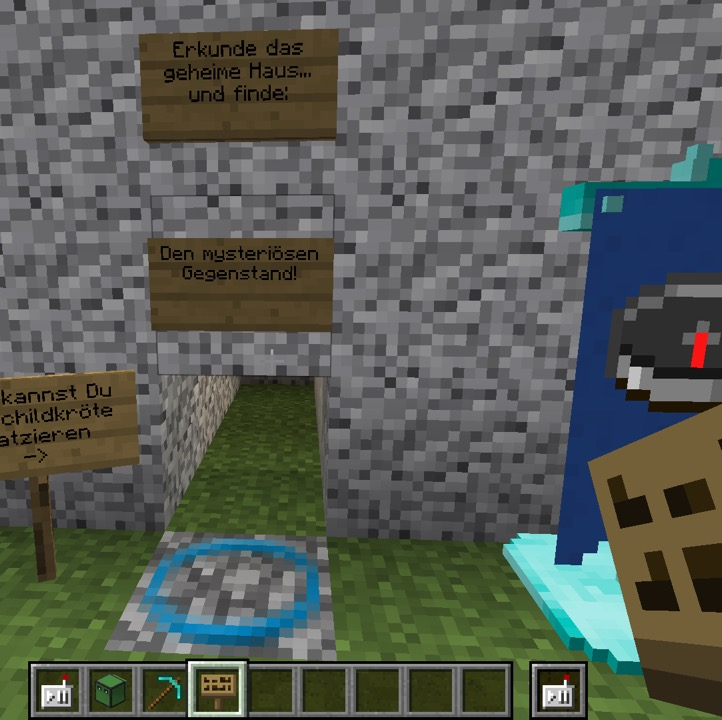 Erkunde das
geheime Haus...
und finde:
Den mysteriösen
Gegenstand!
kannst Du
childkröte
atzieren
->